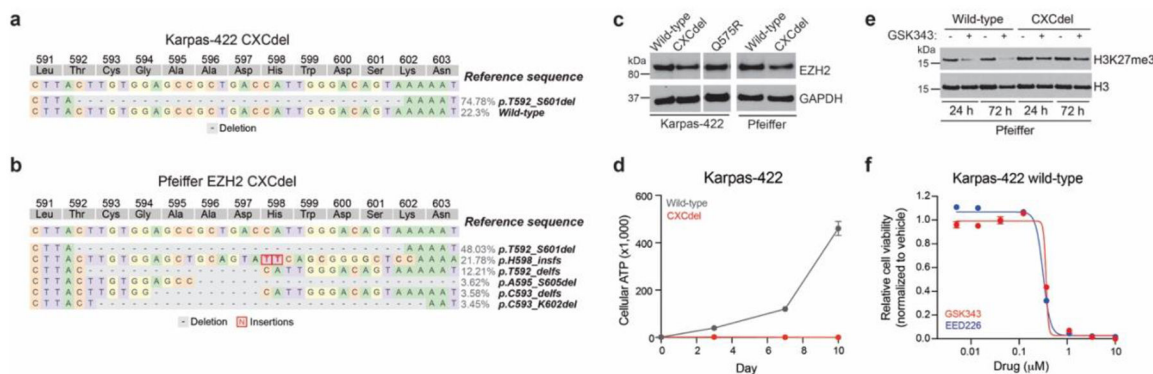 a
Karpas-422 CXCdel
591 592 593 594 595 596 597 598 599 600 601 602 603
Leu Thr Cys Gly Ala Ala Asp His Trp Asp Ser Lys Asn
Reference sequence
C T T A C T T G T G G A G C C G C T G A C C A T T G G G A C A G T A A A A A T
C T T A - - - - - - - - - - - - - - - - - - - - - - - - - - - - - - A A A A T 74.78% p.T592_S601del
C T T A C T T G T G G A G C C G C T G A C C A T T G G G A C A G T A A A A A T 22.3% Wild-type
- Deletion
b
Pfeiffer EZH2 CXCdel
591 592 593 594 595 596 597 598 599 600 601 602 603
Leu Thr Cys Gly Ala Ala Asp His Trp Asp Ser Lys Asn
Reference sequence
C T T A C T T G T G G A G C C G C T G A C C A T T G G G A C A G T A A A A A T
48.03% p.T592_S601del
21.78% p.H598_insfs
12.21% p.T592_delfs
3.62% p.A595_S605del
3.58% p.C593_delfs
3.45% p.C593_K602del
- Deletion N Insertions
c
Wild-type CXCdel Q575R Wild-type CXCdel
kDa
80
EZH2
37
GAPDH
Karpas-422 Pfeiffer
d
Karpas-422
Cellular ATP (x1,000)
600
400
200
0
Wild-type
CXCdel
0 2 4 6 8 10
Day
e
Wild-type CXCdel
GSK343: - + - + - + - +
kDa
15
H3K27me3
15
H3
24 h 72 h 24 h 72 h
Pfeiffer
f
Karpas-422 wild-type
Relative cell viability
(normalized to vehicle)
1.2
1.0
0.8
0.6
0.4
0.2
0.0
GSK343
EED226
0.01 0.1 1 10
Drug (μM)